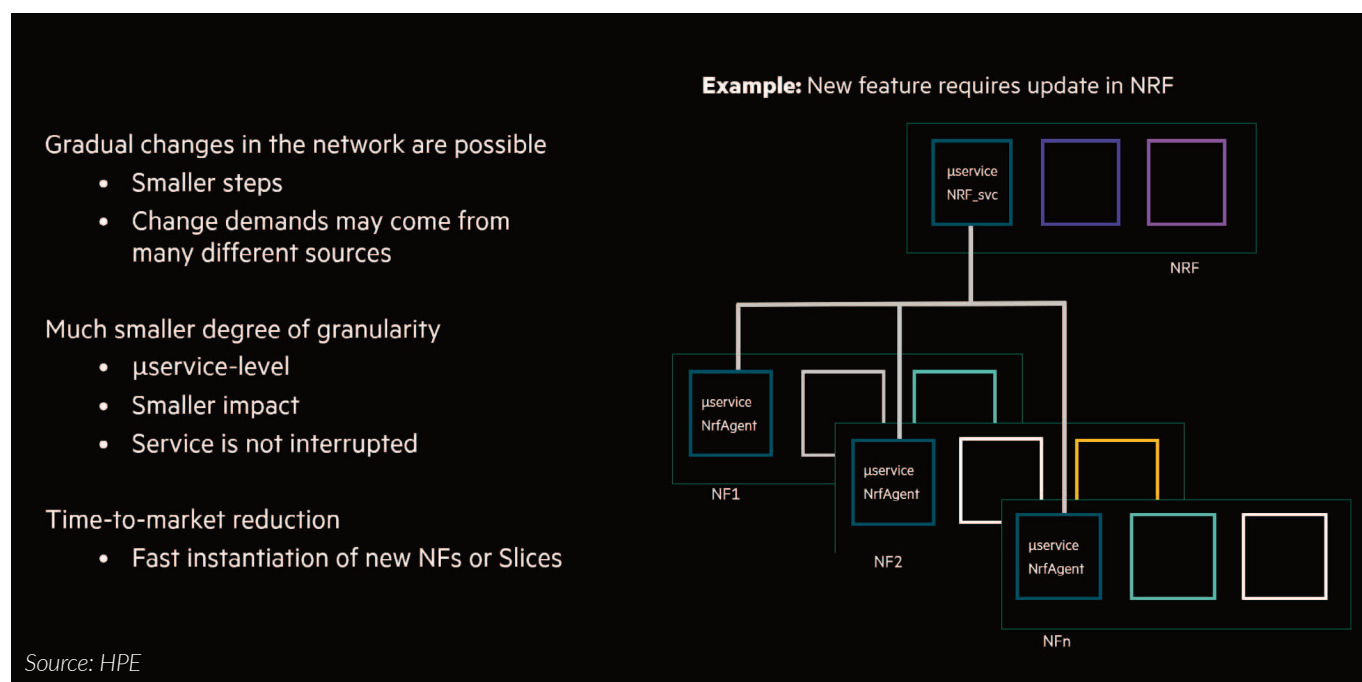 Example: New feature requires update in NRF
Gradual changes in the network are possible
• Smaller steps
• Change demands may come from
many different sources
Much smaller degree of granularity
• µservice-level
• Smaller impact
• Service is not interrupted
Time-to-market reduction
• Fast instantiation of new NFs or Slices
µservice
NRF_svc
NRF
µservice
NrfAgent
NF1
µservice
NrfAgent
NF2
µservice
NrfAgent
NFn
Source: HPE